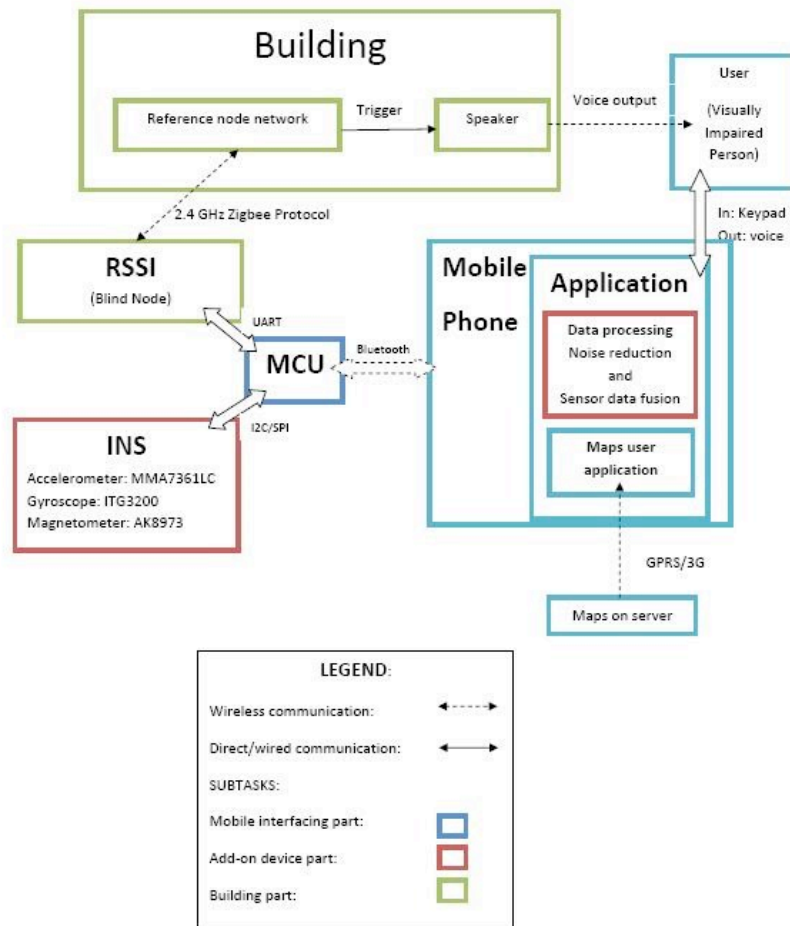 Building
Reference node network
Trigger
Speaker
Voice output
User
(Visually
Impaired
Person)
2.4 GHz Zigbee Protocol
In: Keypad
Out: voice
RSSI
(Blind Node)
UART
MCU
Bluetooth
Mobile
Phone
Application
Data processing
Noise reduction
and
Sensor data fusion
Maps user
application
I2C/SPI
INS
Accelerometer: MMA7361LC
Gyroscope: ITG3200
Magnetometer: AK8973
GPRS/3G
Maps on server
LEGEND:
Wireless communication:
Direct/wired communication:
SUBTASKS:
Mobile interfacing part:
Add-on device part:
Building part: